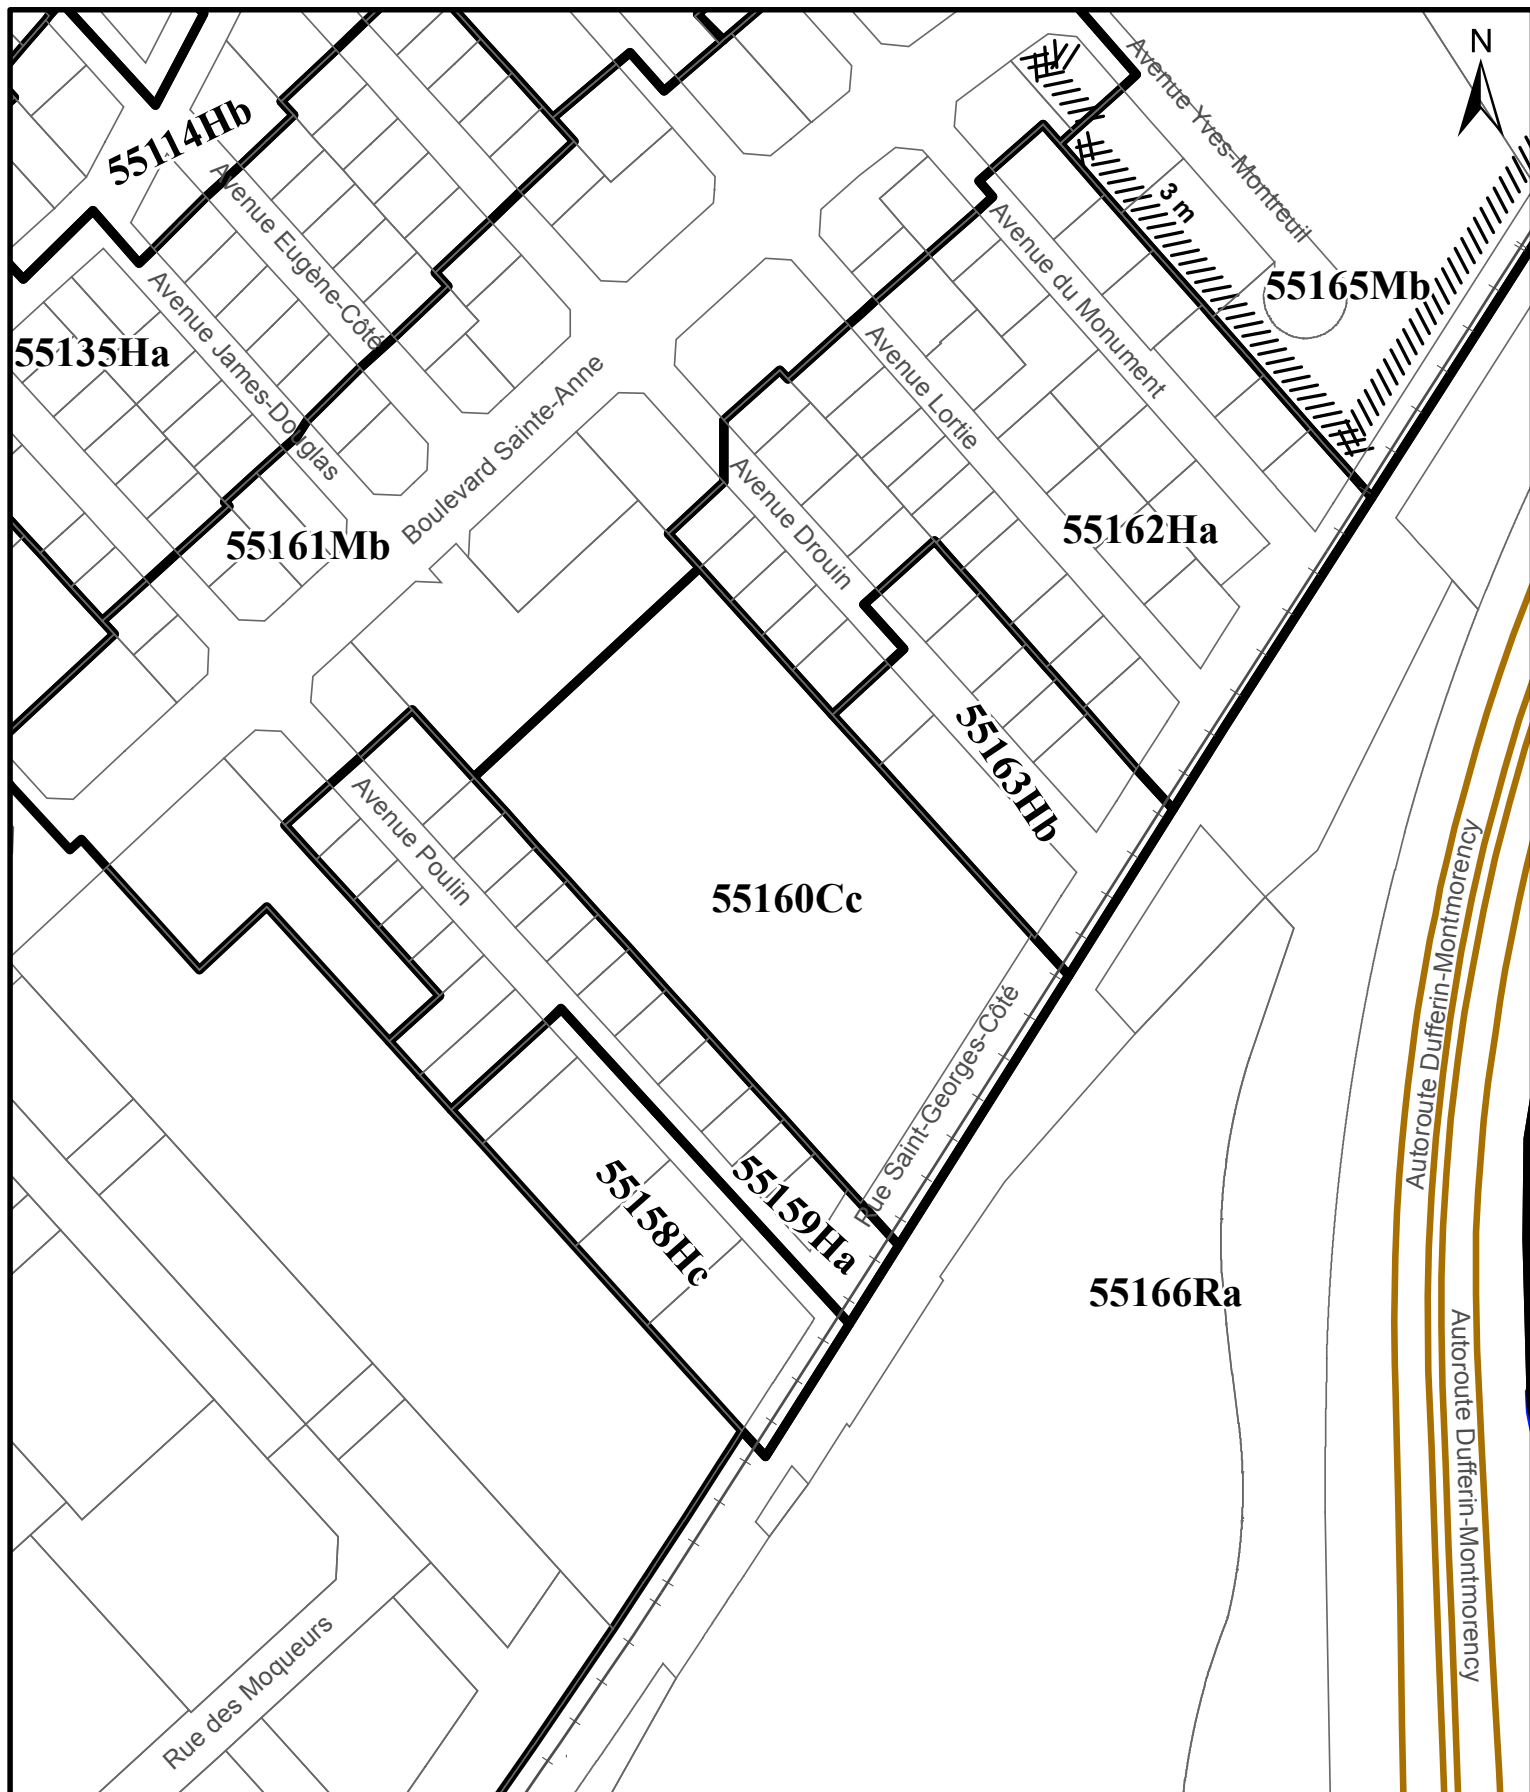 N
Avenue Yves-Montreuil
55114Hb
Avenue Eugène-Côté
3 m
Avenue du Monument
55165Mb
Avenue James-Douglas
55135Ha
Avenue Lortie
Boulevard Sainte-Anne
Avenue Drouin
55162Ha
55161Mb
55163Hb
Avenue Poulin
55160Cc
Autoroute Dufferin-Montmorency
Rue Saint-Georges-Côté
55159Ha
55158Hc
55166Ra
Autoroute Dufferin-Montmorency
Rue des Moqueurs